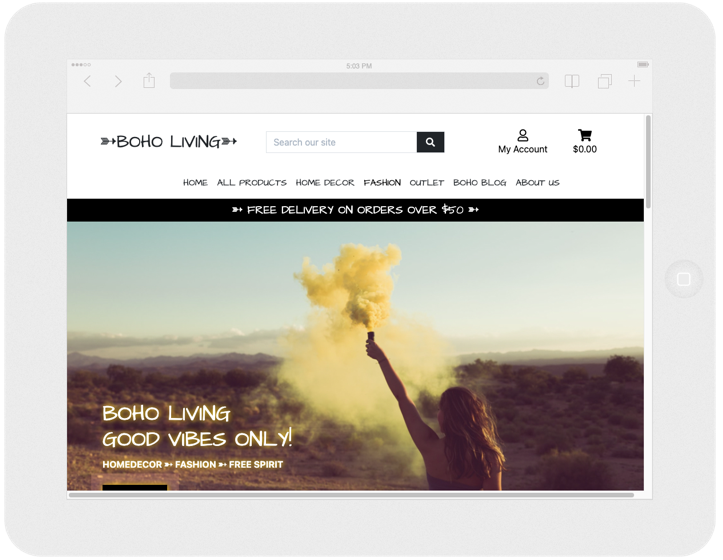 5:03 PM
➳BOHO LIVING➳
Search our site
My Account
$0.00
HOME ALL PRODUCTS HOME DECOR FASHION OUTLET BOHO BLOG ABOUT US
➳ FREE DELIVERY ON ORDERS OVER $50 ➳
BOHO LIVING
GOOD VIBES ONLY!
HOMEDECOR ➳ FASHION ➳ FREE SPIRIT